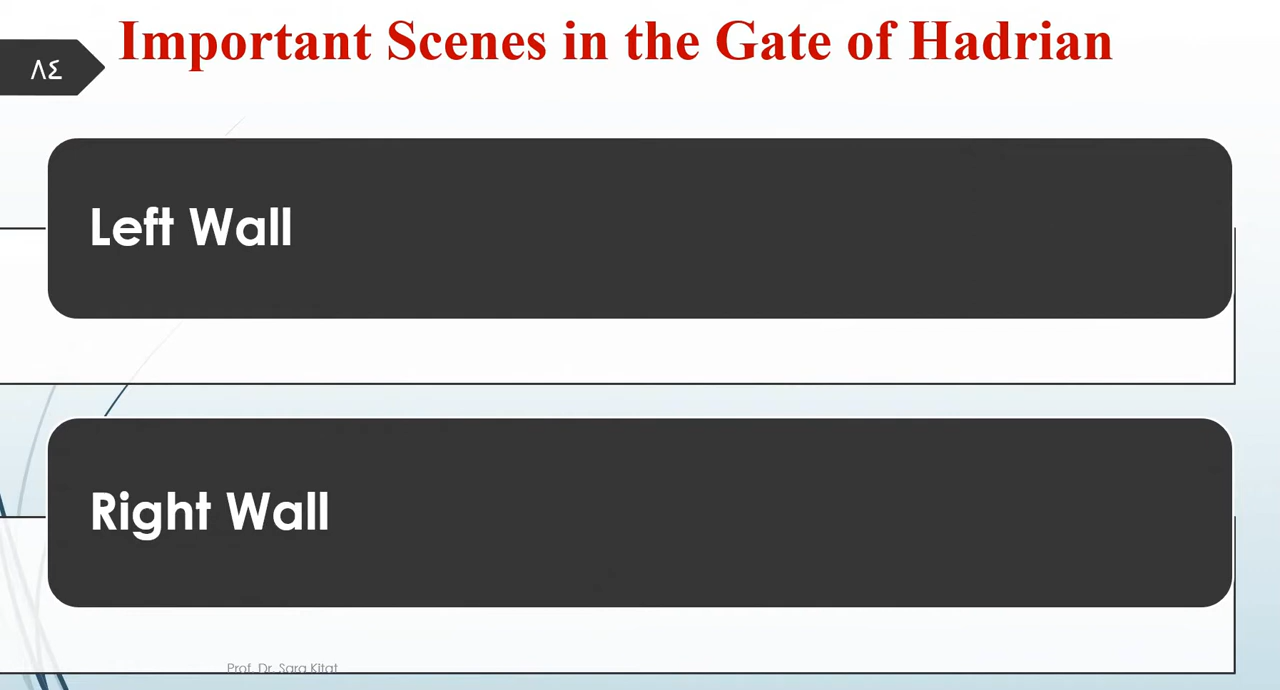 Important Scenes in the Gate of Hadrian
٨٤
Left Wall
Right Wall
Prof. Dr. Sara Kitat